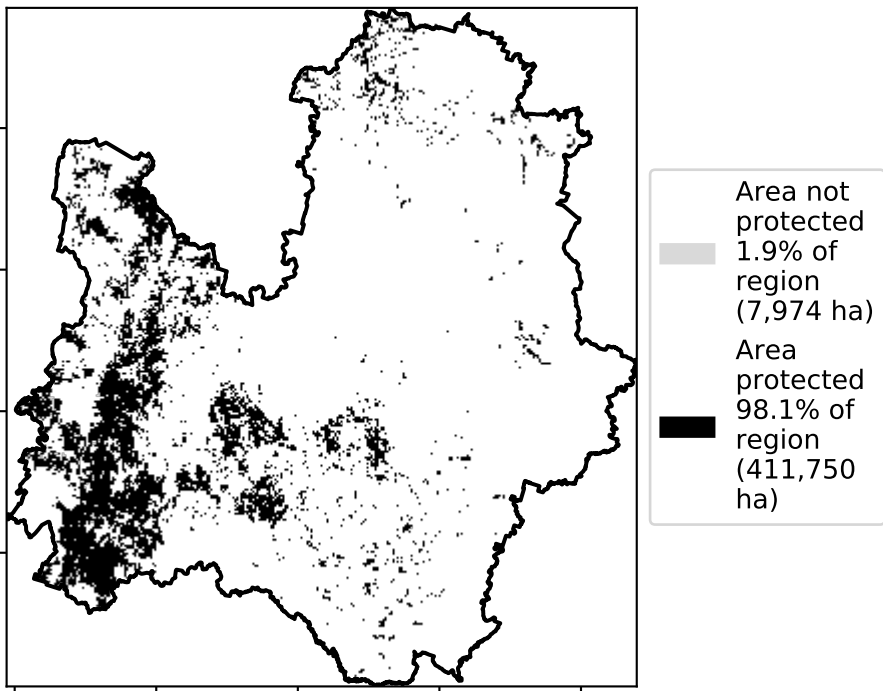 Area not
protected
1.9% of
region
(7,974 ha)
Area
protected
98.1% of
region
(411,750
ha)